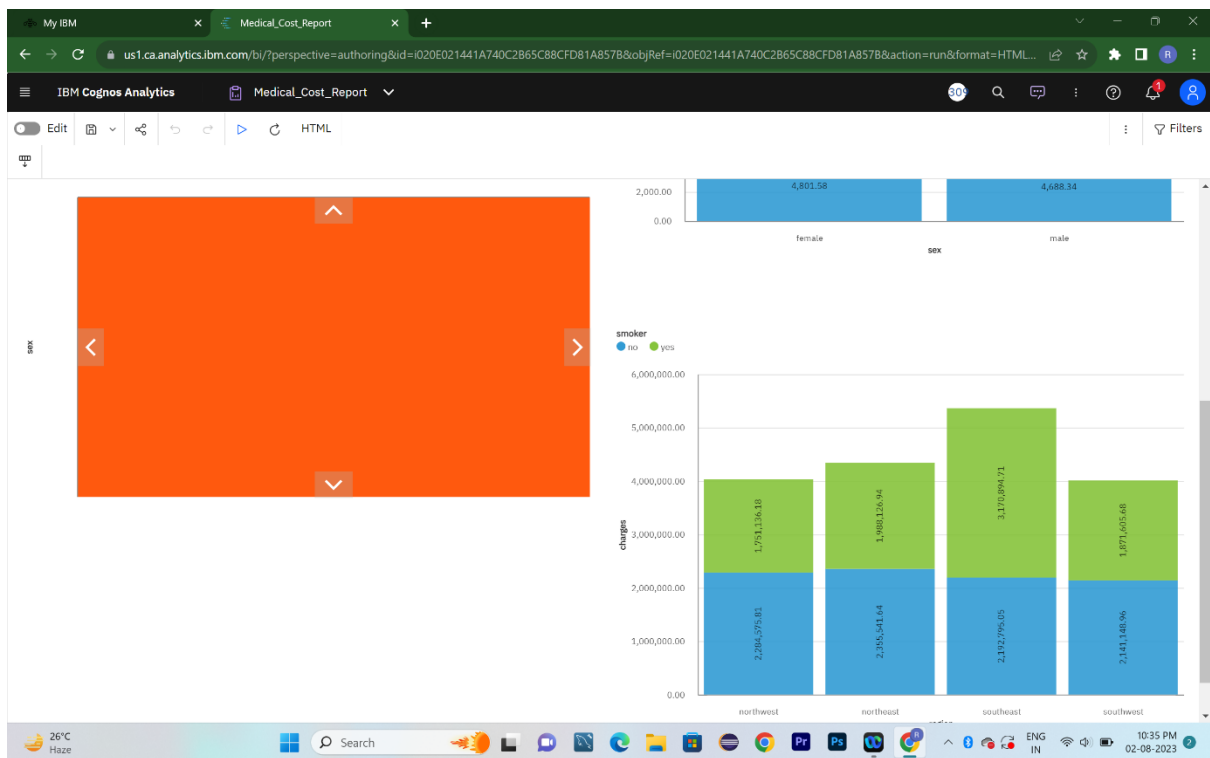 My IBM
Medical_Cost_Report
us1.ca.analytics.ibm.com/bi/?perspective=authoring&id=i020E021441A740C2B65C88CFD81A857B&objRef=i020E021441A740C2B65C88CFD81A857B&action=run&format=HTML...
IBM Cognos Analytics
Medical_Cost_Report
309
1
Edit
HTML
Filters
2,000.00
0.00
4,801.58
4,688.34
female
male
sex
sex
smoker
no
yes
6,000,000.00
5,000,000.00
4,000,000.00
3,000,000.00
2,000,000.00
1,000,000.00
0.00
charges
1,751,136.18
1,988,126.94
3,170,894.71
1,871,605.68
2,284,575.81
2,355,541.64
2,192,795.05
2,141,148.96
northwest
northeast
southeast
southwest
26°C
Haze
Search
Pr
Ps
R
ENG
IN
10:35 PM
02-08-2023
2